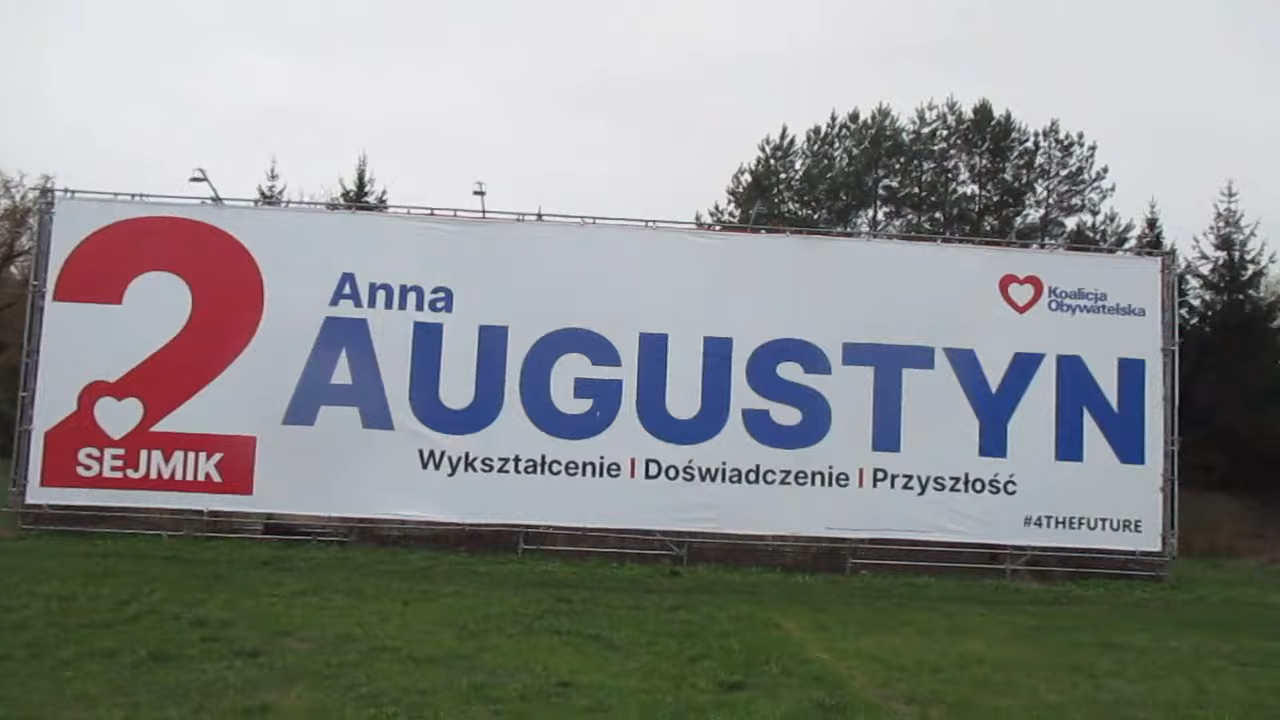 2
SEJMIK
Anna
AUGUSTYN
Wykształcenie | Doświadczenie | Przyszłość
Koalicja
Obywatelska
#4THEFUTURE